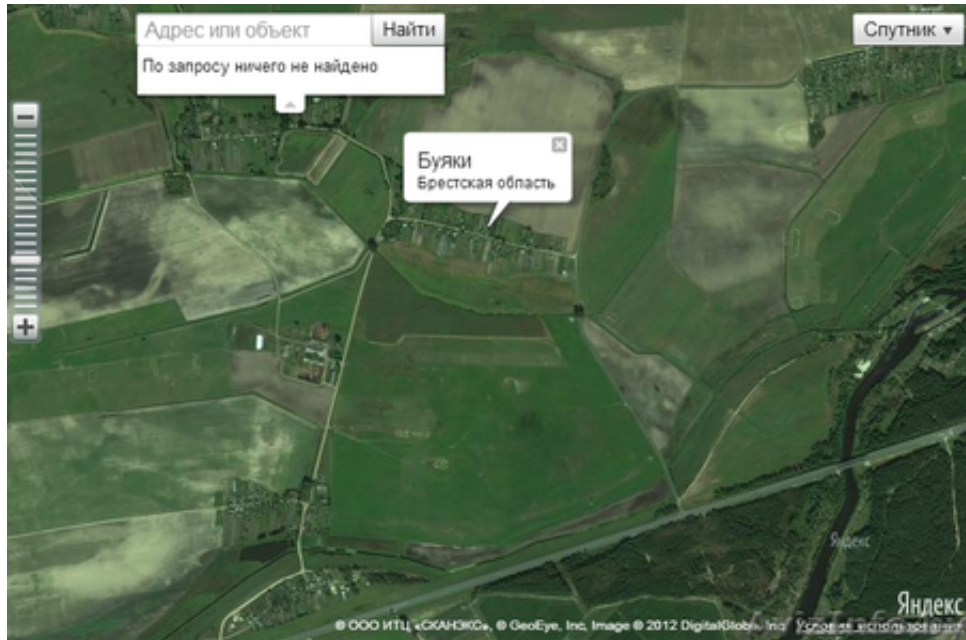 Адрес или объект
Найти
Спутник
По запросу ничего не найдено
Буяки
Брестская область
Яндекс
Яндекс
© ООО ИТЦ «СКАНЭКС», © GeoEye, Inc, Image © 2012 DigitalGlobe, Inc Условия использования